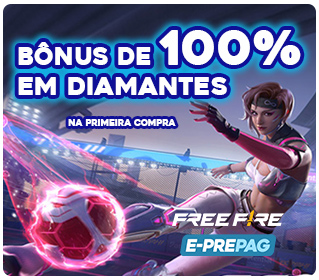 BÔNUS DE 100%
EM DIAMANTES
NA PRIMEIRA COMPRA
FREE FIRE
E-PREPAG